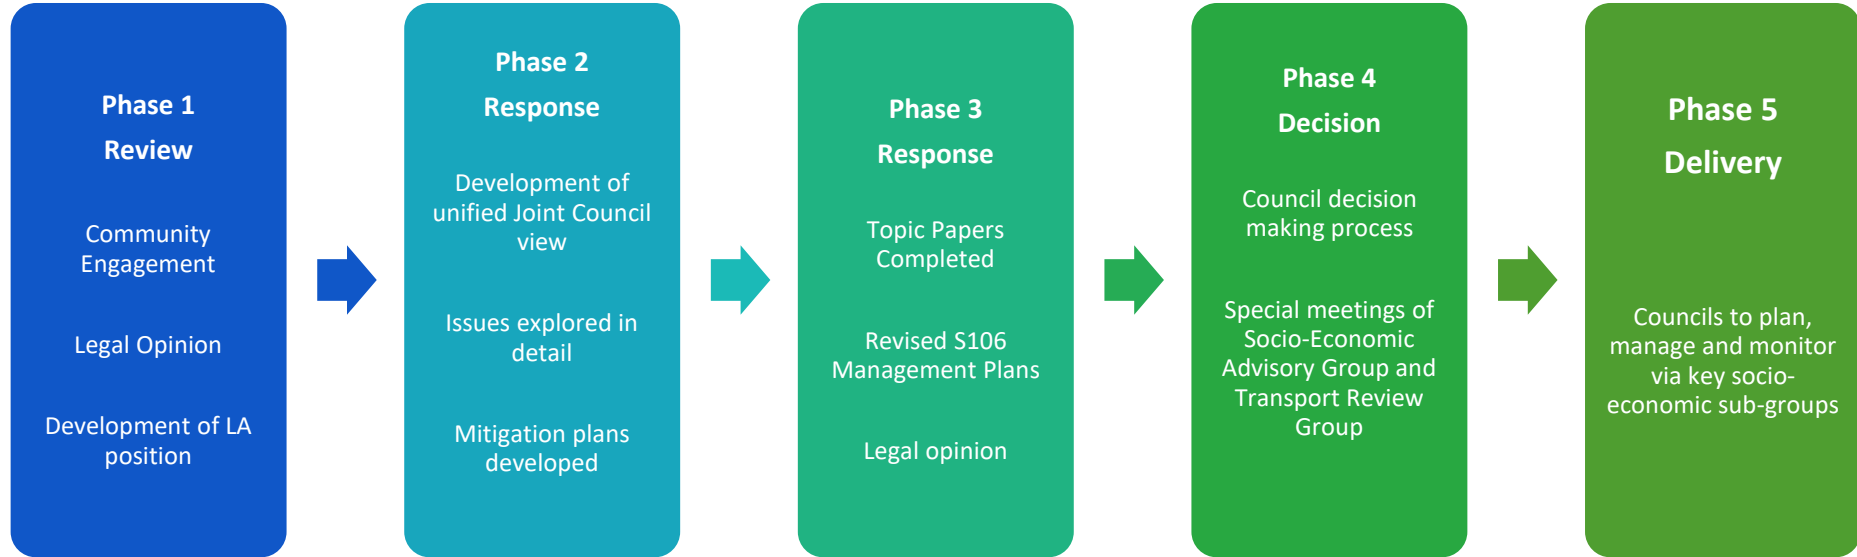 Phase 1
Review
Community
Engagement
Legal Opinion
Development of LA
position
Phase 2
Response
Development of
unified Joint Council
view
Issues explored in
detail
Mitigation plans
developed
Phase 3
Response
Topic Papers
Completed
Revised S106
Management Plans
Legal opinion
Phase 4
Decision
Council decision
making process
Special meetings of
Socio-Economic
Advisory Group and
Transport Review
Group
Phase 5
Delivery
Councils to plan,
manage and monitor
via key socio-
economic sub-groups